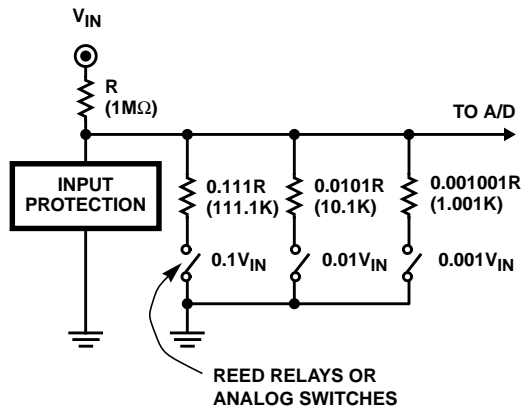 VIN
R
(1MΩ)
TO A/D
INPUT
PROTECTION
0.111R
(111.1K)
0.0101R
(10.1K)
0.001001R
(1.001K)
0.1VIN
0.01VIN
0.001VIN
REED RELAYS OR
ANALOG SWITCHES